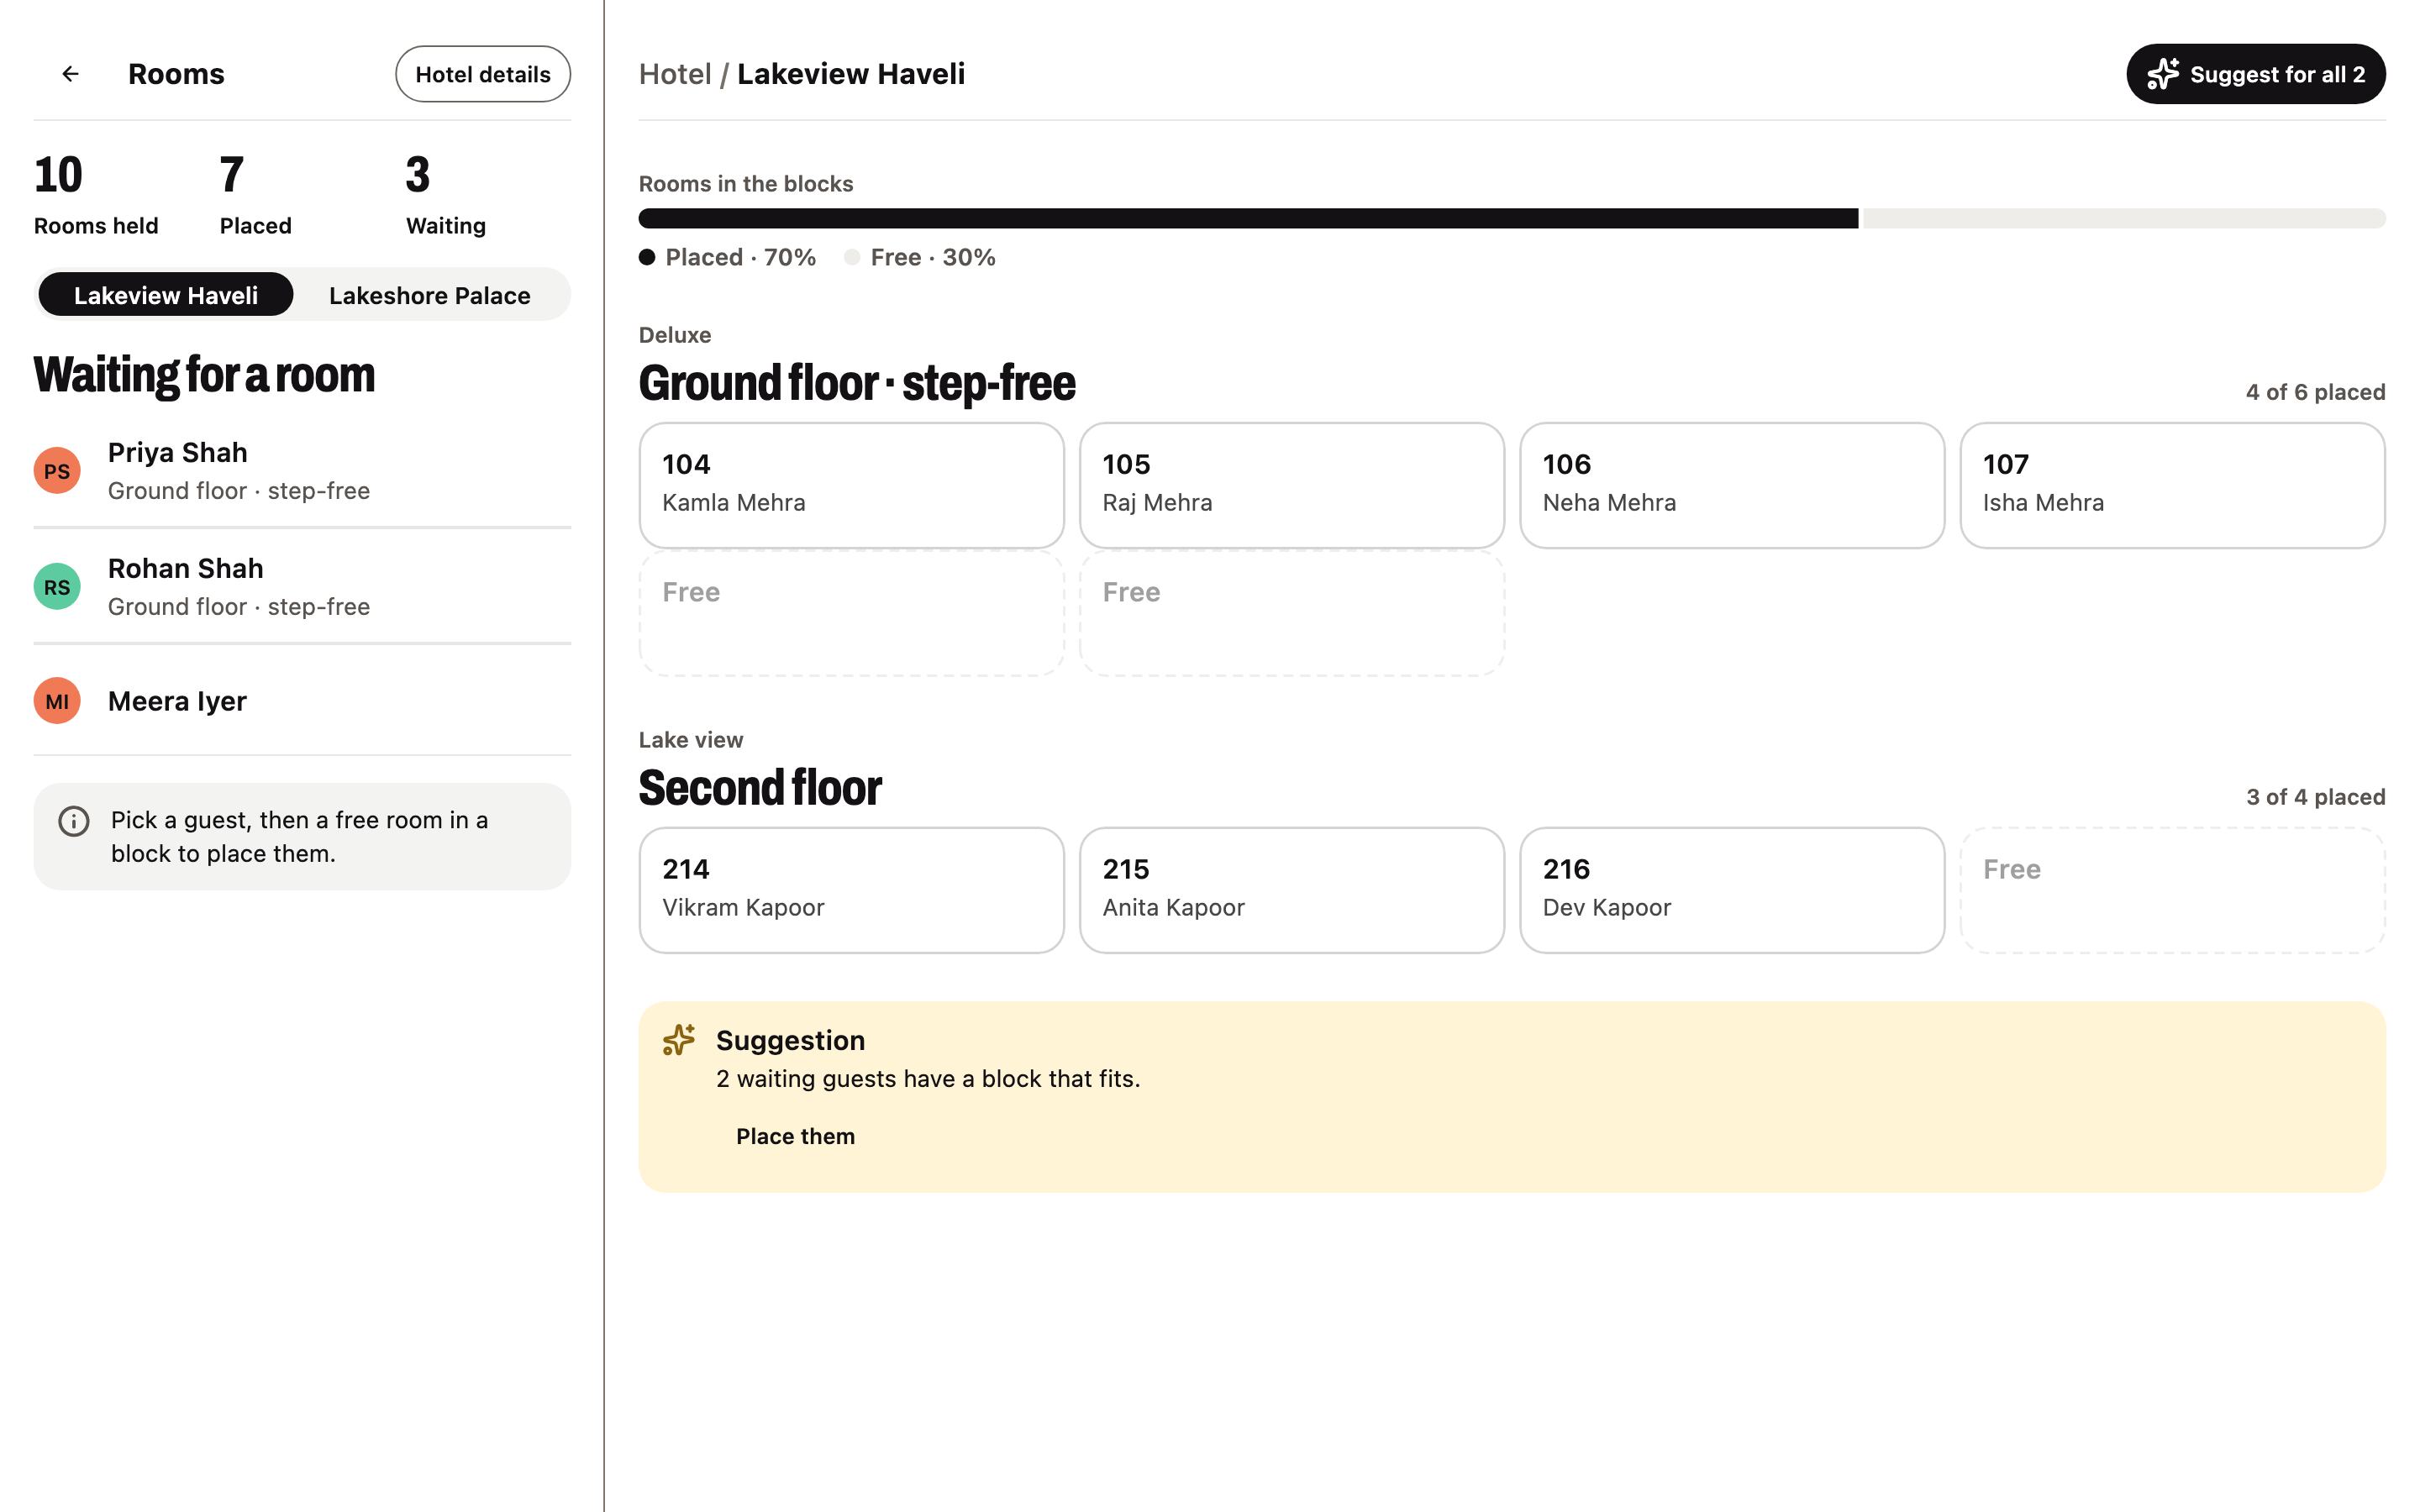 Rooms
Hotel details
10
Rooms held
7
Placed
3
Waiting
Lakeview Haveli
Lakeshore Palace
Waiting for a room
PS
Priya Shah
Ground floor · step-free
RS
Rohan Shah
Ground floor · step-free
MI
Meera Iyer
Pick a guest, then a free room in a
block to place them.
Hotel / Lakeview Haveli
Suggest for all 2
Rooms in the blocks
Placed · 70%
Free · 30%
Deluxe
Ground floor · step-free
4 of 6 placed
104
Kamla Mehra
105
Raj Mehra
106
Neha Mehra
107
Isha Mehra
Free
Free
Lake view
Second floor
3 of 4 placed
214
Vikram Kapoor
215
Anita Kapoor
216
Dev Kapoor
Free
Suggestion
2 waiting guests have a block that fits.
Place them